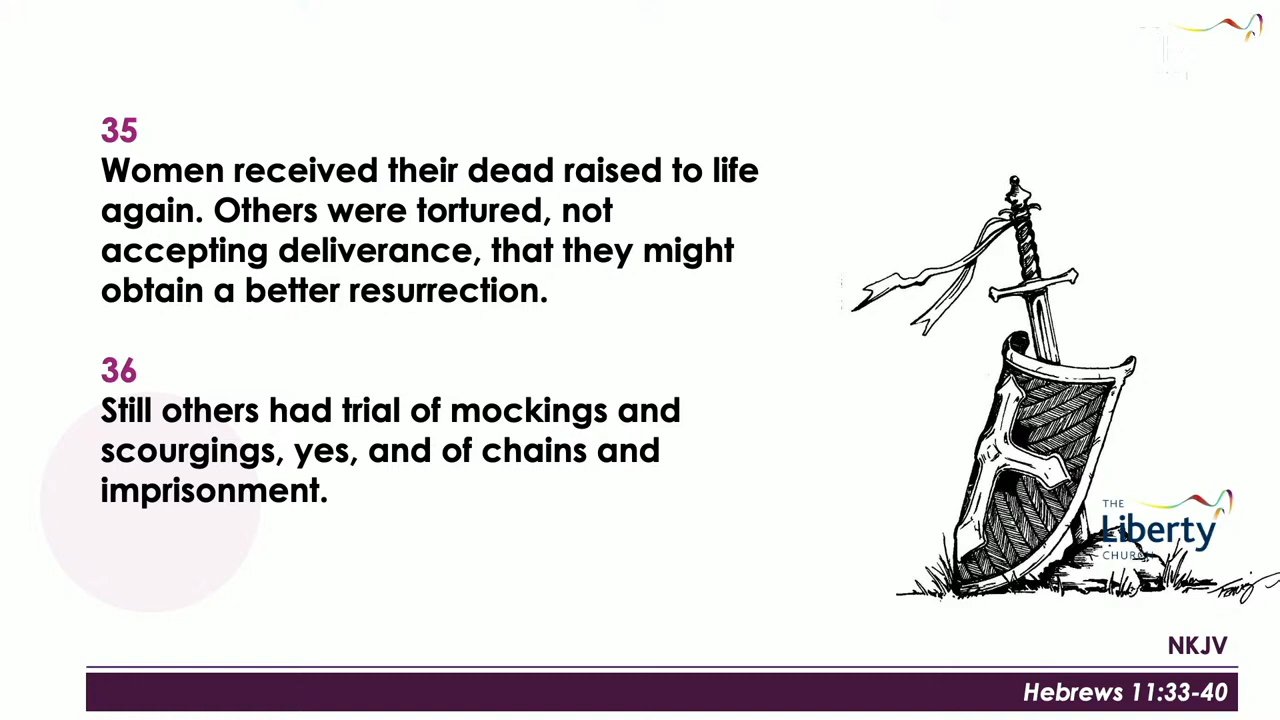 35
Women received their dead raised to life
again. Others were tortured, not
accepting deliverance, that they might
obtain a better resurrection.
36
Still others had trial of mockings and
scourgings, yes, and of chains and
imprisonment.
THE
Liberty
CHURCH
NKJV
Hebrews 11:33-40